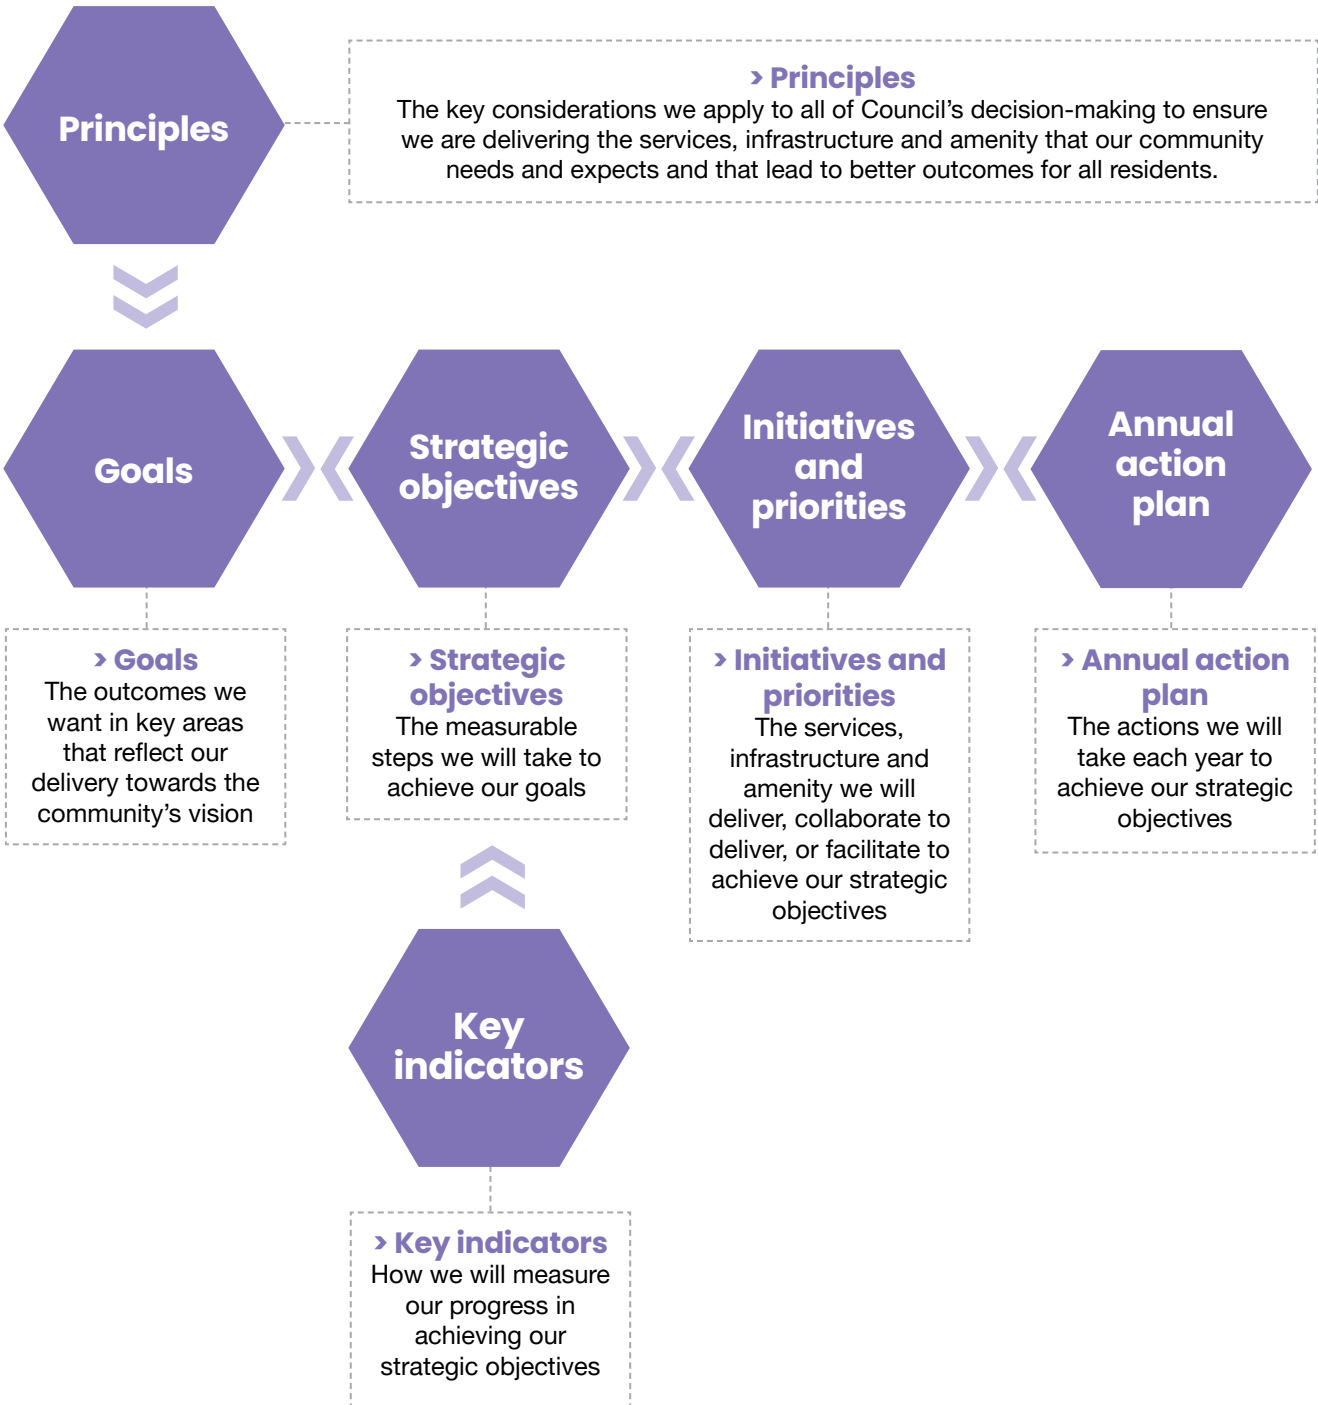 Principles
> Principles
The key considerations we apply to all of Council’s decision-making to ensure
we are delivering the services, infrastructure and amenity that our community
needs and expects and that lead to better outcomes for all residents.
Goals
Strategic
objectives
Initiatives
and
priorities
Annual
action
plan
> Goals
The outcomes we
want in key areas
that reflect our
delivery towards the
community’s vision
> Strategic
objectives
The measurable
steps we will take to
achieve our goals
> Initiatives and
priorities
The services,
infrastructure and
amenity we will
deliver, collaborate to
deliver, or facilitate to
achieve our strategic
objectives
> Annual action
plan
The actions we will
take each year to
achieve our strategic
objectives
Key
indicators
> Key indicators
How we will measure
our progress in
achieving our
strategic objectives